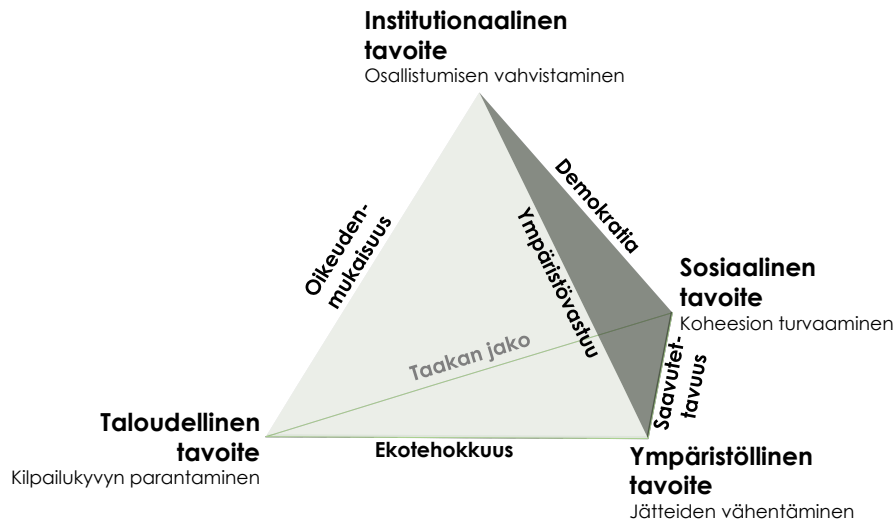 Institutionaalinen
tavoite
Osallistumisen vahvistaminen
Oikeuden-
mukaisuus
Demokratia
Ympäristövastuu
Sosiaalinen
tavoite
Koheesion turvaaminen
Taakan jako
Saavutet-
tavuus
Taloudellinen
tavoite
Kilpailukyvyn parantaminen
Ekotehokkuus
Ympäristöllinen
tavoite
Jätteiden vähentäminen